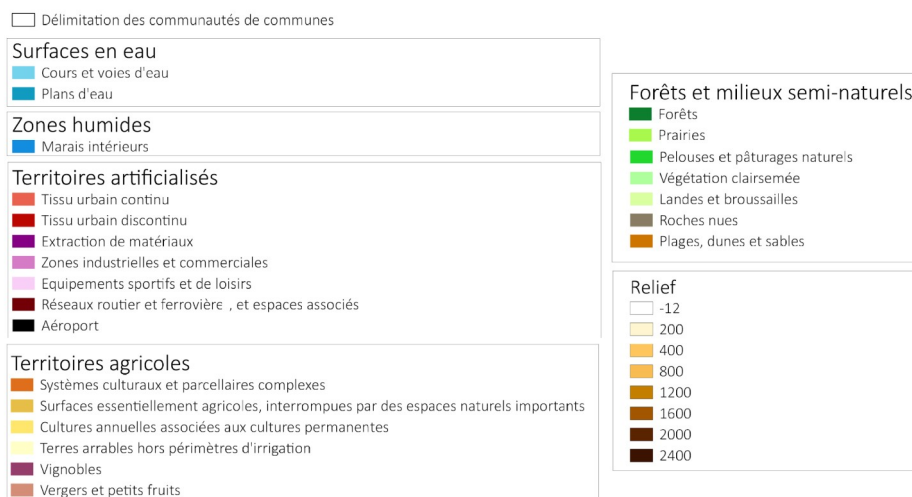 Délimitation des communautés de communes
Surfaces en eau
Cours et voies d'eau
Plans d'eau
Zones humides
Marais intérieurs
Territoires artificialisés
Tissu urbain continu
Tissu urbain discontinu
Extraction de matériaux
Zones industrielles et commerciales
Equipements sportifs et de loisirs
Réseaux routier et ferrovière , et espaces associés
Aéroport
Territoires agricoles
Systèmes culturaux et parcellaires complexes
Surfaces essentiellement agricoles, interrompues par des espaces naturels importants
Cultures annuelles associées aux cultures permanentes
Terres arrables hors périmètres d'irrigation
Vignobles
Vergers et petits fruits
Forêts et milieux semi-naturels
Forêts
Prairies
Pelouses et pâturages naturels
Végétation clairsemée
Landes et broussailles
Roches nues
Plages, dunes et sables
Relief
-12
200
400
800
1200
1600
2000
2400